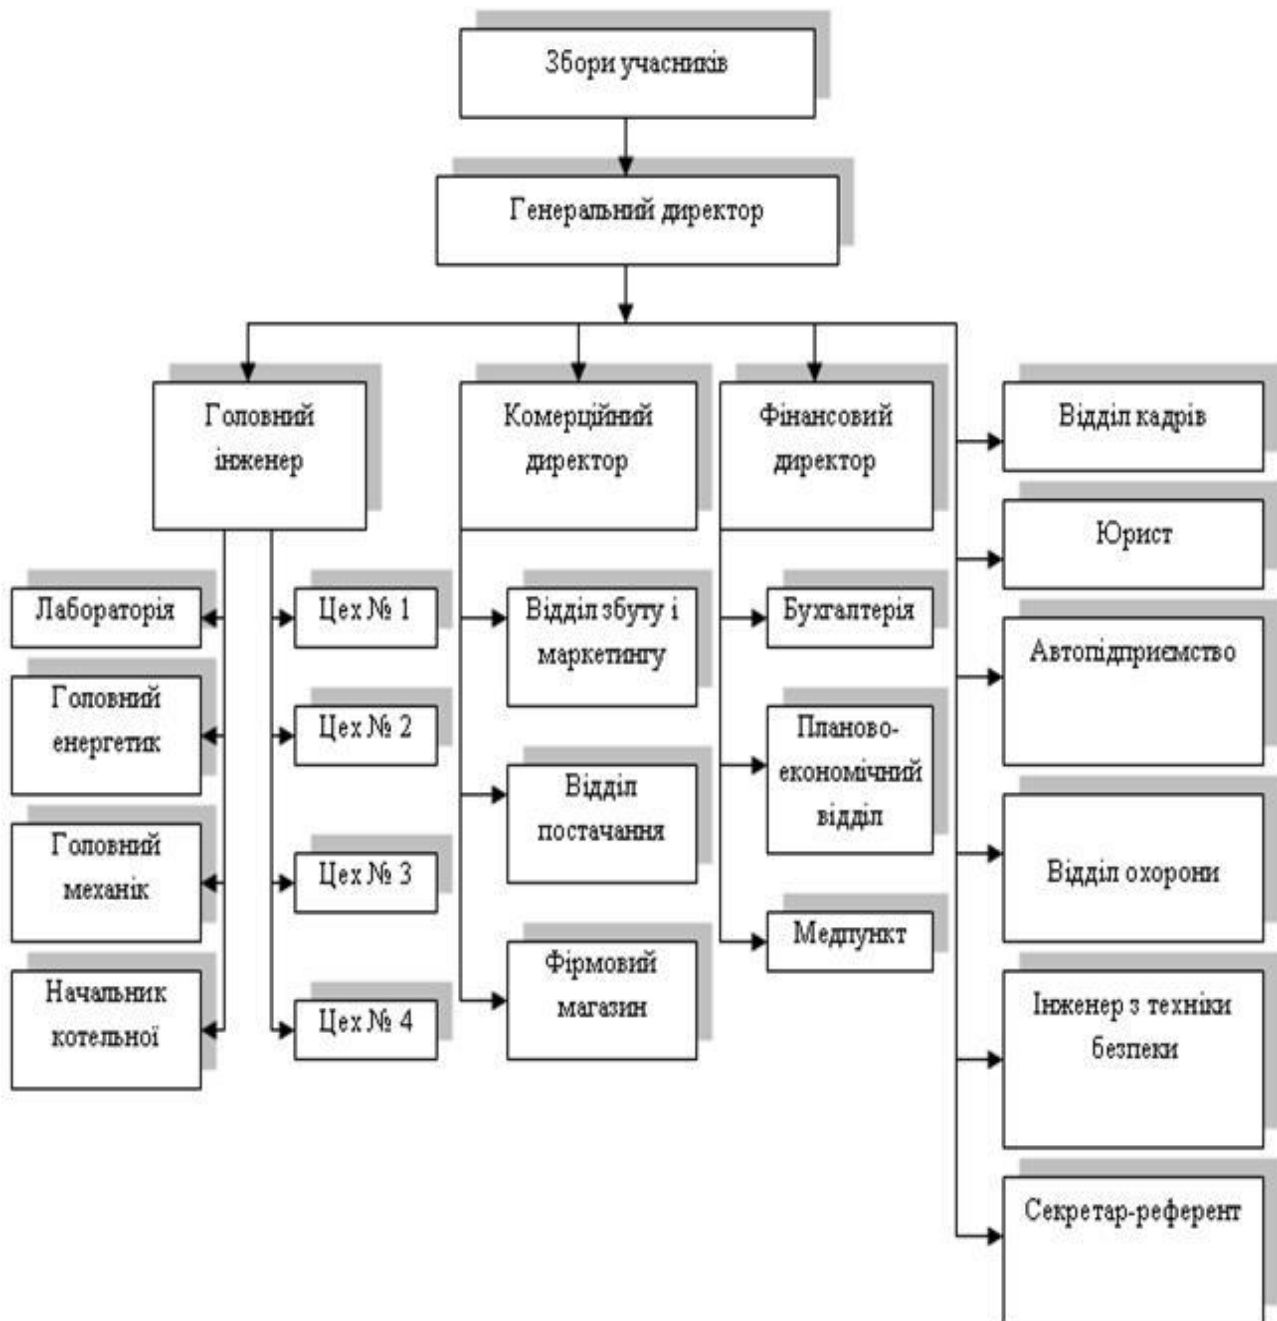 Збори учасників
Генеральний директор
Головний
інженер
Комерційний
директор
Фінансовий
директор
Відділ кадрів
Юрист
Автопідприємство
Відділ охорони
Інженер з техніки
безпеки
Секретар-референт
Лабораторія
Головний
енергетик
Головний
механік
Начальник
котельної
Цех № 1
Цех № 2
Цех № 3
Цех № 4
Відділ збуту і
маркетингу
Відділ
постачання
Фірмовий
магазин
Бухгалтерія
Планово-
економічний
відділ
Медпункт